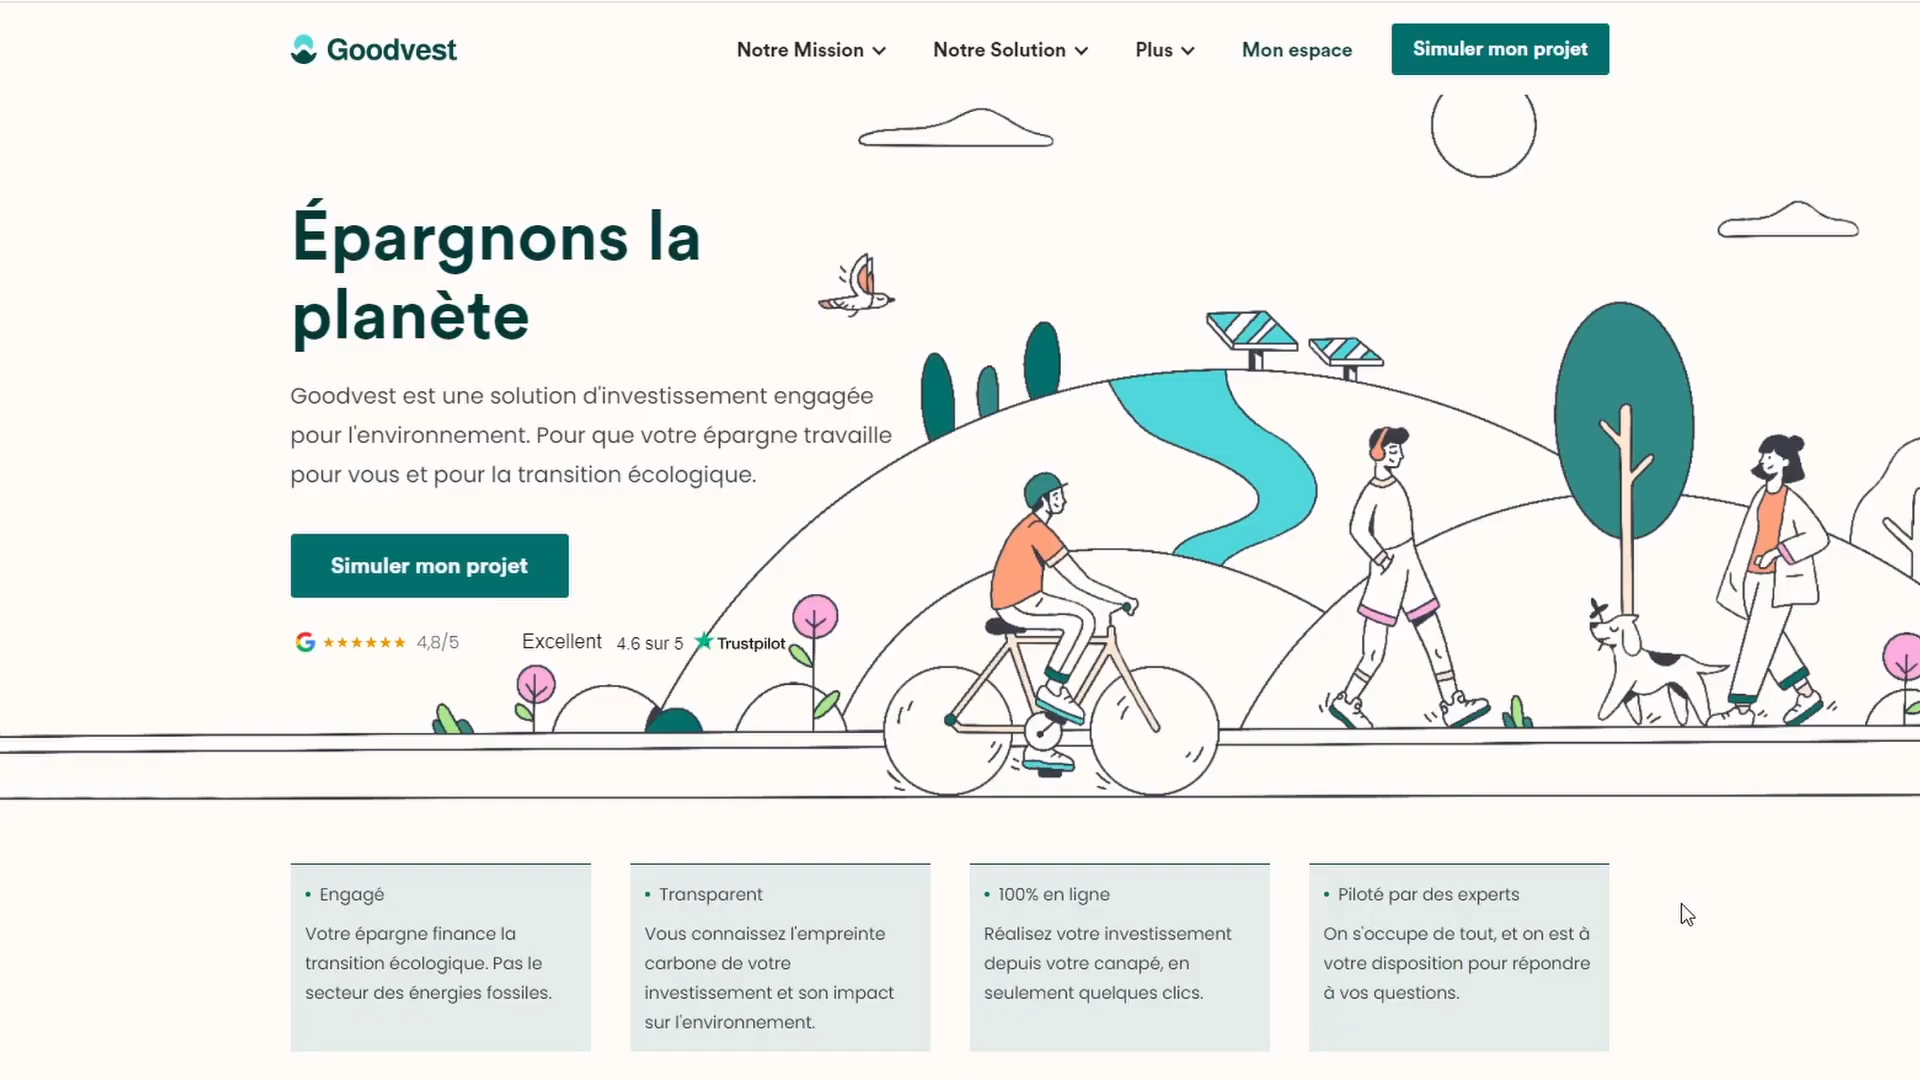 Goodvest
Notre Mission
Notre Solution
Plus
Mon espace
Simuler mon projet
Épargnons la
planète
Goodvest est une solution d'investissement engagée
pour l'environnement. Pour que votre épargne travaille
pour vous et pour la transition écologique.
Simuler mon projet
4,8/5
Excellent 4.6 sur 5 Trustpilot
Engagé
Votre épargne finance la
transition écologique. Pas le
secteur des énergies fossiles.
Transparent
Vous connaissez l'empreinte
carbone de votre
investissement et son impact
sur l'environnement.
100% en ligne
Réalisez votre investissement
depuis votre canapé, en
seulement quelques clics.
Piloté par des experts
On s'occupe de tout, et on est à
votre disposition pour répondre
à vos questions.